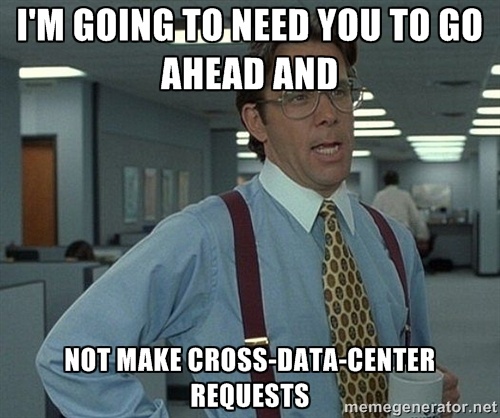 I'M GOING TO NEED YOU TO GO
AHEAD AND
NOT MAKE CROSS-DATA-CENTER
REQUESTS
memegenerator.net